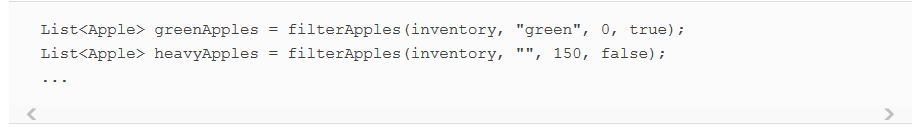 List<Apple> greenApples = filterApples(inventory, "green", 0, true);
List<Apple> heavyApples = filterApples(inventory, "", 150, false);
...